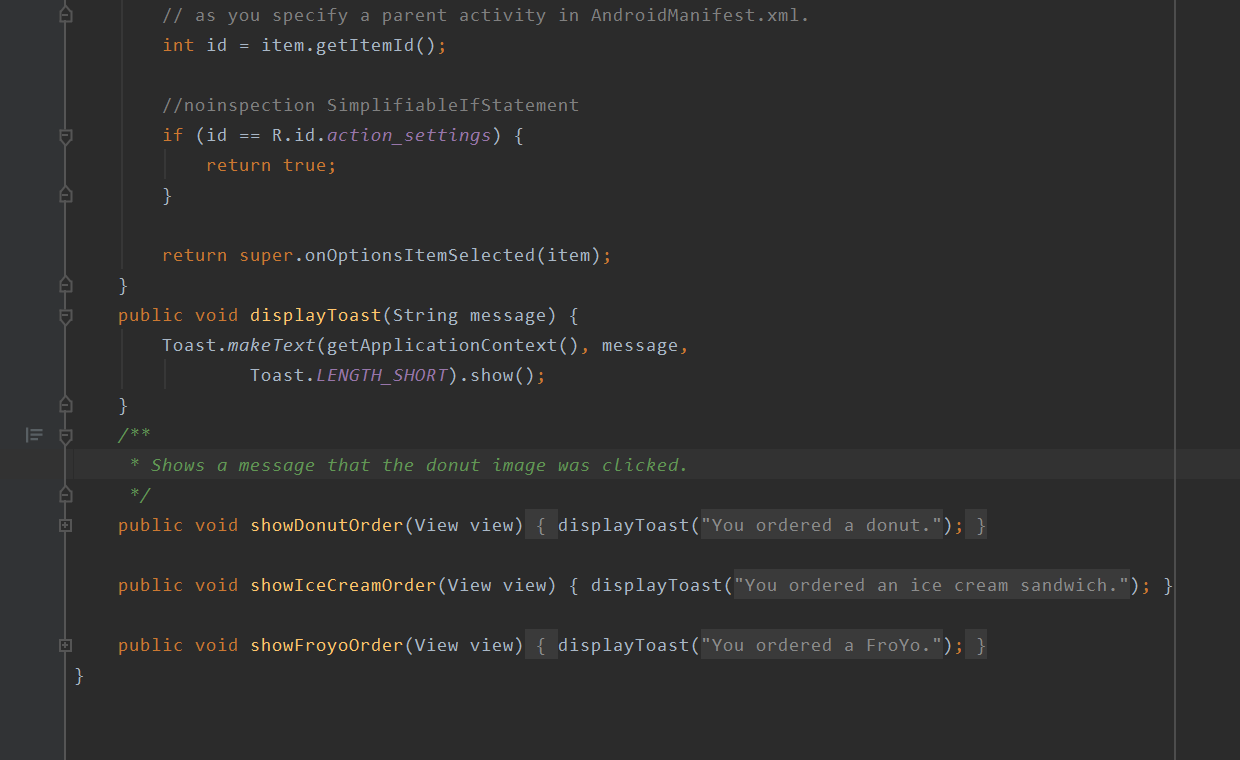 // as you specify a parent activity in AndroidManifest.xml.
int id = item.getItemId();
//noinspection SimplifiableIfStatement
if (id == R.id.action_settings) {
return true;
}
return super.onOptionsItemSelected(item);
}
public void displayToast(String message) {
Toast.makeText(getApplicationContext(), message,
Toast.LENGTH_SHORT).show();
}
/**
* Shows a message that the donut image was clicked.
*/
public void showDonutOrder(View view) { displayToast("You ordered a donut."); }
public void showIceCreamOrder(View view) { displayToast("You ordered an ice cream sandwich."); }
public void showFroyoOrder(View view) { displayToast("You ordered a FroYo."); }
}